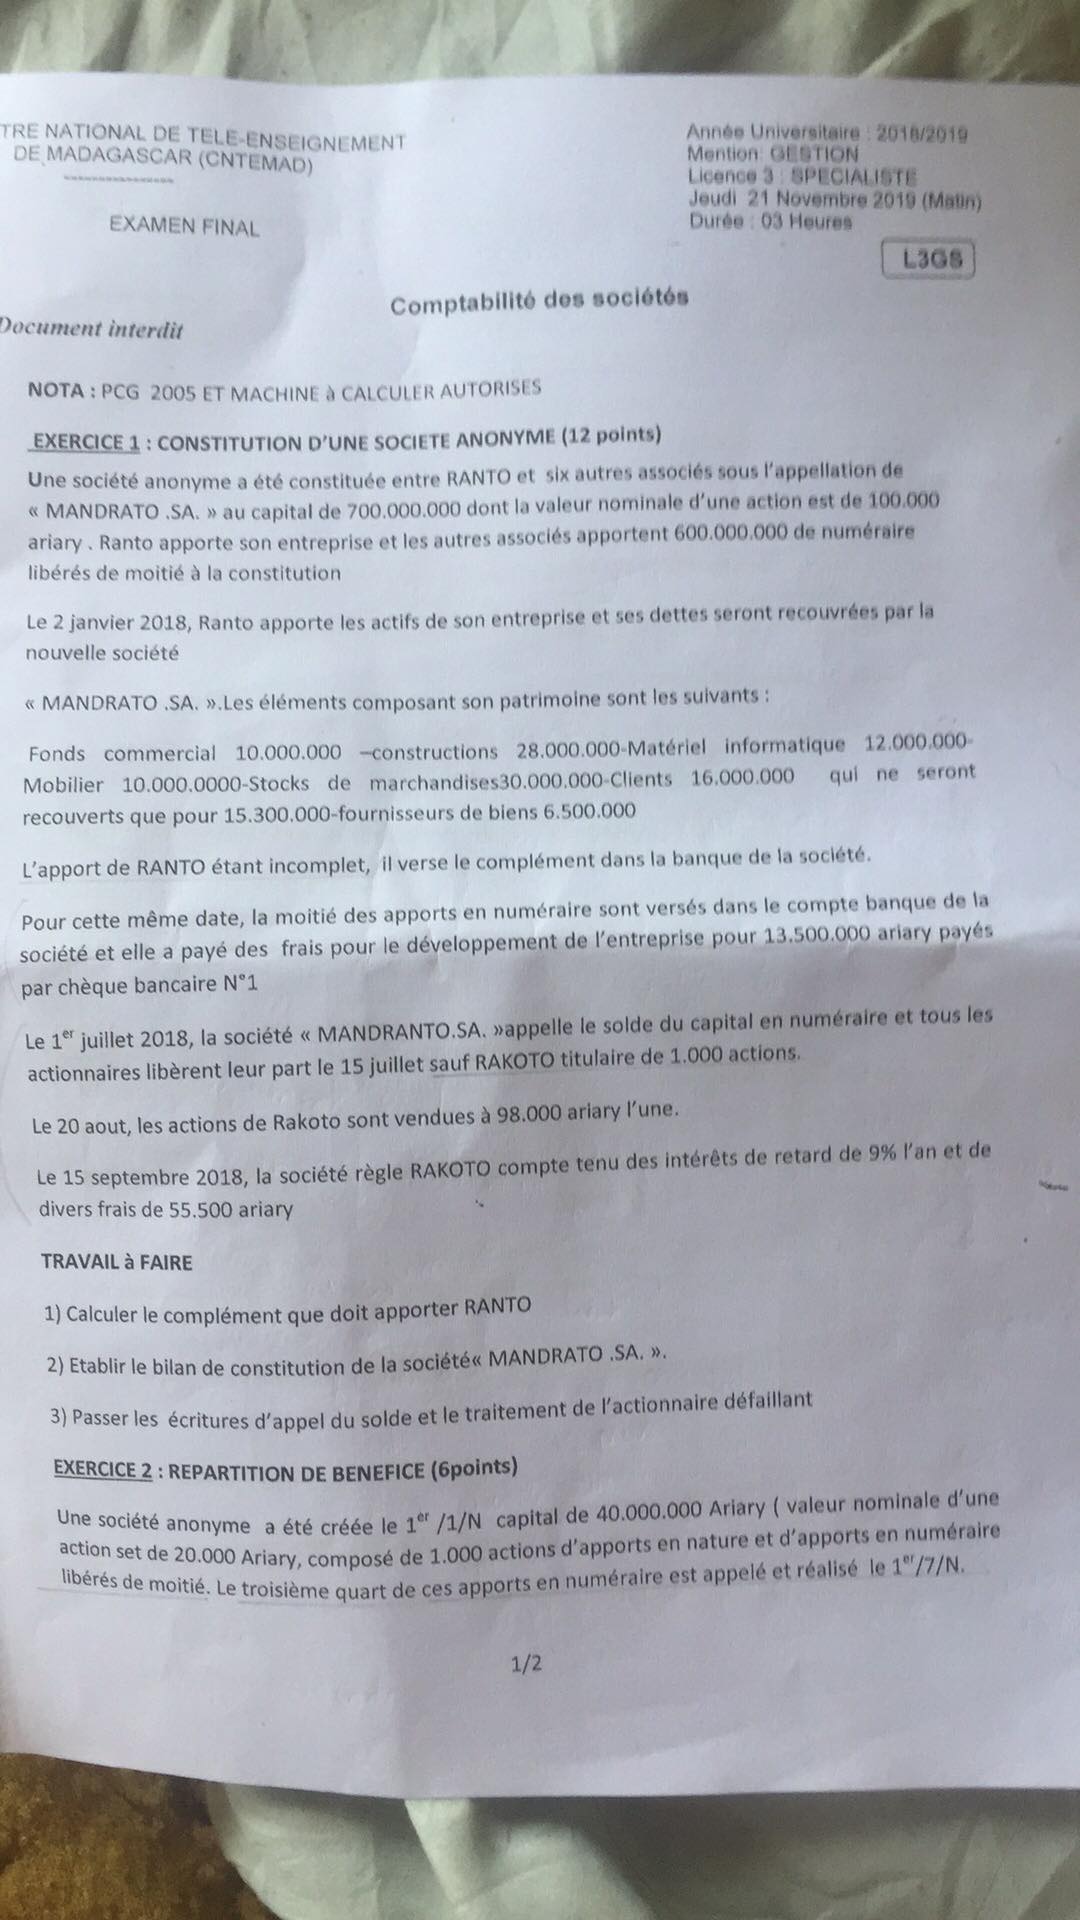 TRE NATIONAL DE TELE-ENSEIGNEMENT
DE MADAGASCAR (CNTEMAD)
----------------
EXAMEN FINAL
Année Universitaire : 2018/2019
Mention: GESTION
Licence 3 : SPECIALISTE
Jeudi 21 Novembre 2019 (Matin)
Durée : 03 Heures
L3GS
Comptabilité des sociétés
Document interdit
NOTA : PCG 2005 ET MACHINE à CALCULER AUTORISES
EXERCICE 1 : CONSTITUTION D'UNE SOCIETE ANONYME (12 points)
Une société anonyme a été constituée entre RANTO et six autres associés sous l'appellation de
« MANDRATO .SA. » au capital de 700.000.000 dont la valeur nominale d'une action est de 100.000
ariary . Ranto apporte son entreprise et les autres associés apportent 600.000.000 de numéraire
libérés de moitié à la constitution
Le 2 janvier 2018, Ranto apporte les actifs de son entreprise et ses dettes seront recouvrées par la
nouvelle société
« MANDRATO .SA. ».Les éléments composant son patrimoine sont les suivants :
Fonds commercial 10.000.000 –constructions 28.000.000-Matériel informatique 12.000.000-
Mobilier 10.000.0000-Stocks de marchandises30.000.000-Clients 16.000.000 qui ne seront
recouverts que pour 15.300.000-fournisseurs de biens 6.500.000
L'apport de RANTO étant incomplet, il verse le complément dans la banque de la société.
Pour cette même date, la moitié des apports en numéraire sont versés dans le compte banque de la
société et elle a payé des frais pour le développement de l'entreprise pour 13.500.000 ariary payés
par chèque bancaire N°1
Le 1er juillet 2018, la société « MANDRANTO.SA. »appelle le solde du capital en numéraire et tous les
actionnaires libèrent leur part le 15 juillet sauf RAKOTO titulaire de 1.000 actions.
Le 20 aout, les actions de Rakoto sont vendues à 98.000 ariary l'une.
Le 15 septembre 2018, la société règle RAKOTO compte tenu des intérêts de retard de 9% l'an et de
divers frais de 55.500 ariary
TRAVAIL à FAIRE
1) Calculer le complément que doit apporter RANTO
2) Etablir le bilan de constitution de la société« MANDRATO .SA. ».
3) Passer les écritures d'appel du solde et le traitement de l'actionnaire défaillant
EXERCICE 2 : REPARTITION DE BENEFICE (6points)
Une société anonyme a été créée le 1er /1/N capital de 40.000.000 Ariary ( valeur nominale d'une
action set de 20.000 Ariary, composé de 1.000 actions d'apports en nature et d'apports en numéraire
libérés de moitié. Le troisième quart de ces apports en numéraire est appelé et réalisé le 1er/7/N.
1/2